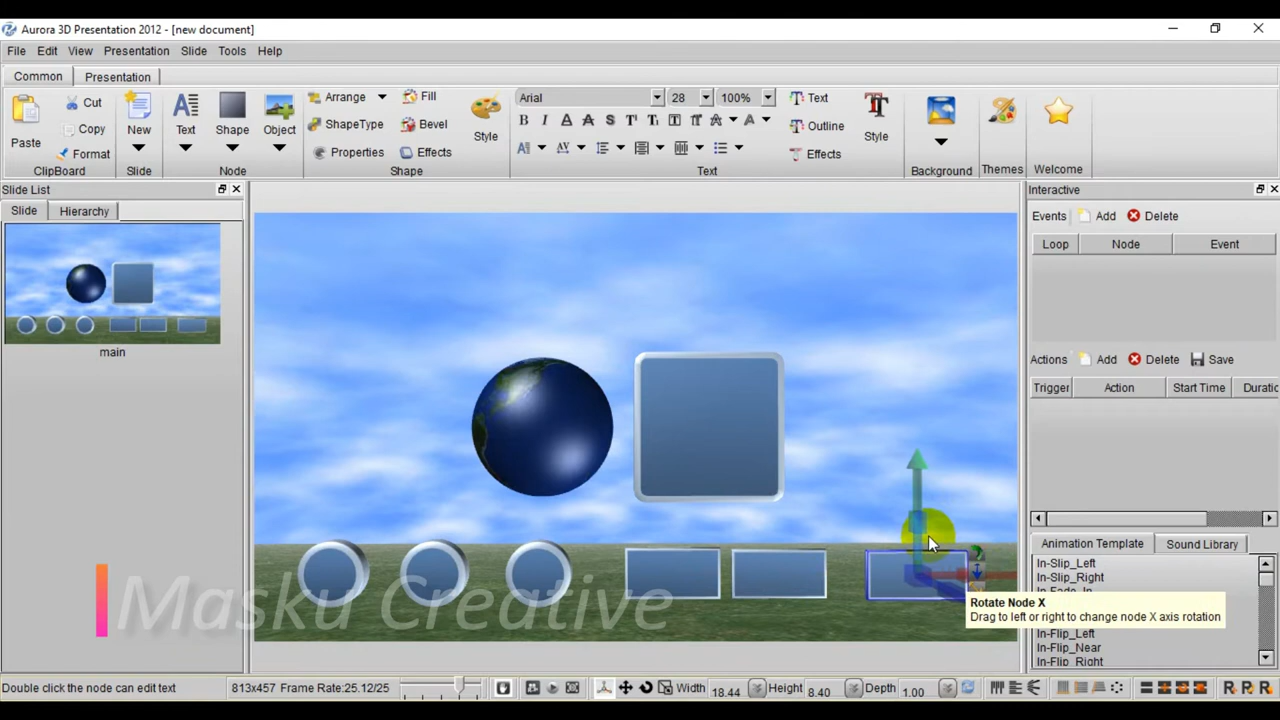 Aurora 3D Presentation 2012 - [new document]
File Edit View Presentation Slide Tools Help
Common Presentation
Paste Cut Copy Format ClipBoard
New Slide
Text Shape Object Node
Arrange ShapeType Properties Fill Bevel Effects Style Shape
Arial 28 100% Text Outline Effects Style Text
Background
Themes
Welcome
Slide List
Slide Hierarchy
main
Interactive
Events Add Delete
Loop Node Event
Actions Add Delete Save
Trigger Action Start Time Duratic
Animation Template Sound Library
In-Slip_Left
In-Slip_Right
Rotate Node X
Drag to left or right to change node X axis rotation
In-Flip_Left
In-Flip_Near
In-Flip_Right
Masku Creative
Double click the node can edit text 813x457 Frame Rate:25.12/25 Width 18.44 Height 8.40 Depth 1.00